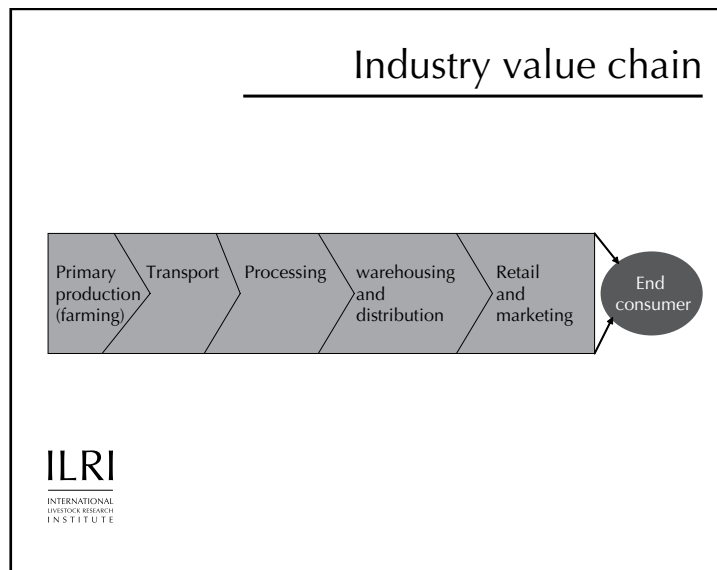 Industry value chain
Primary
production
(farming)
Transport
Processing
warehousing
and
distribution
Retail
and
marketing
End
consumer
ILRI
INTERNATIONAL
LIVESTOCK RESEARCH
INSTITUTE